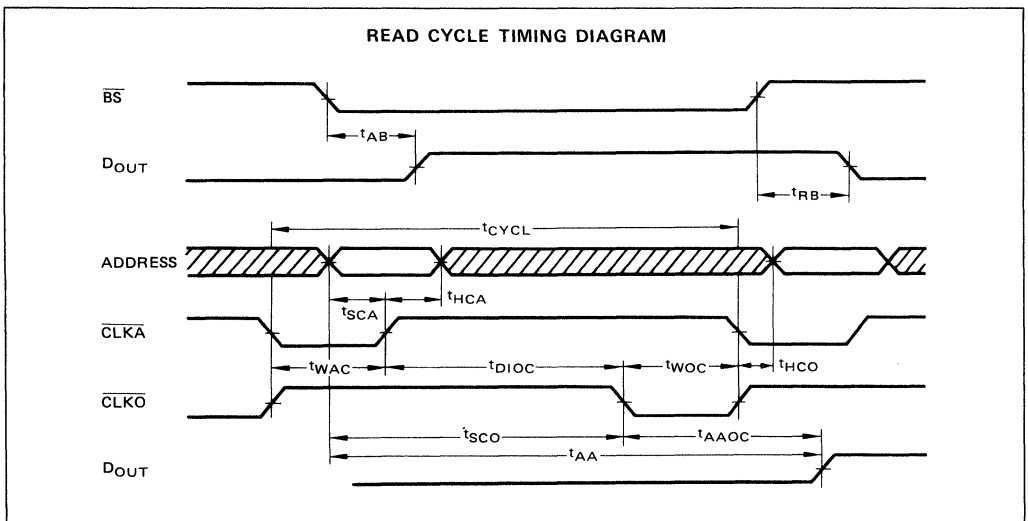 READ CYCLE TIMING DIAGRAM
BS
tAB
DOUT
tRB
tCYCL
ADDRESS
tSCA
tHCA
CLKA
tWAC
tDIOC
tWOC
tHCO
CLKO
tSCO
tAAOC
tAA
DOUT